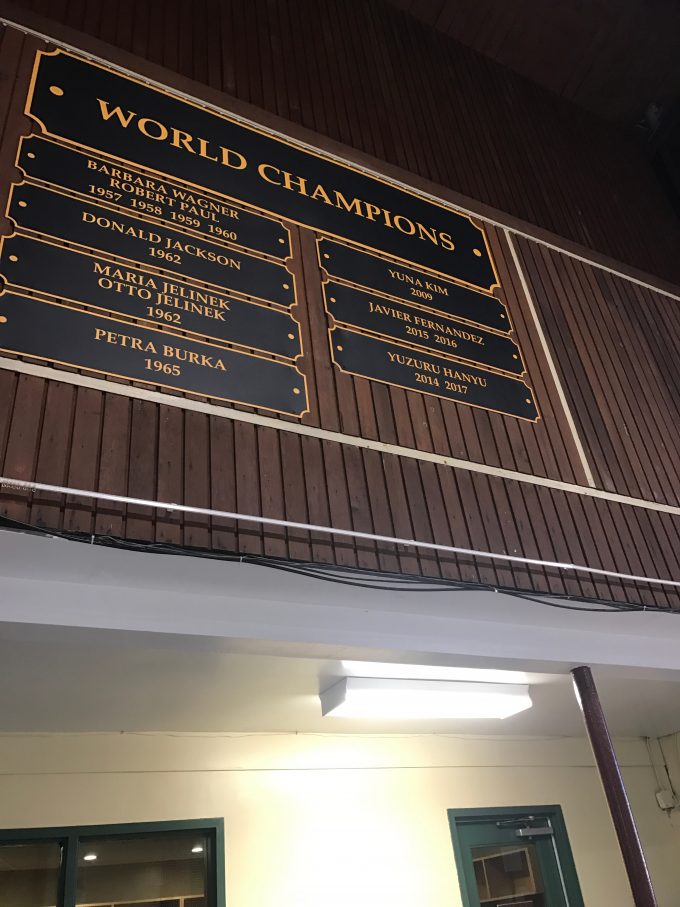 WORLD CHAMPIONS
BARBARA WAGNER
ROBERT PAUL
1957 1958 1959 1960
DONALD JACKSON
1962
MARIA JELINEK
OTTO JELINEK
1962
PETRA BURKA
1965
YUNA KIM
2009
JAVIER FERNANDEZ
2015 2016
YUZURU HANYU
2014 2017